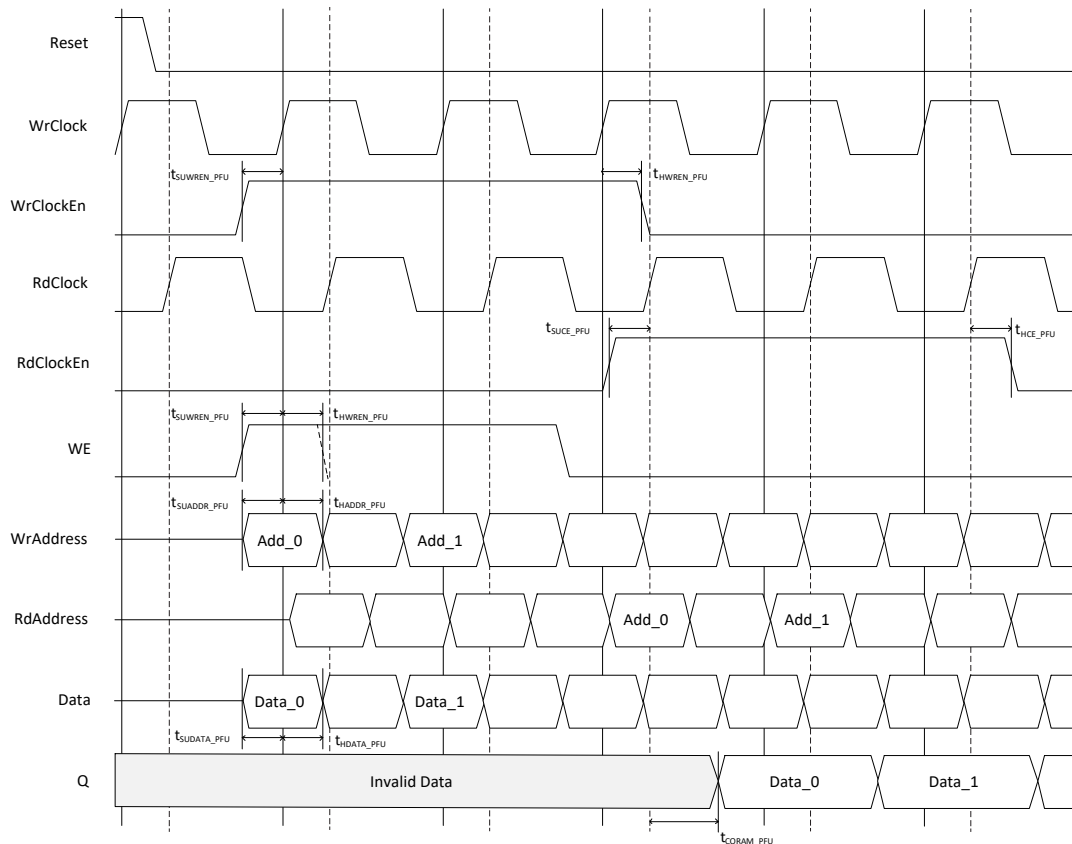 Reset
WrClock
tSUWREN_PFU
tHWREN_PFU
WrClockEn
RdClock
tSUCE_PFU
tHCE_PFU
RdClockEn
tSUWREN_PFU
tHWREN_PFU
WE
tSUADDR_PFU
tHADDR_PFU
WrAddress
Add_0
Add_1
RdAddress
Add_0
Add_1
Data
Data_0
Data_1
tSUDATA_PFU
tHDATA_PFU
Q
Invalid Data
Data_0
Data_1
tCORAM_PFU